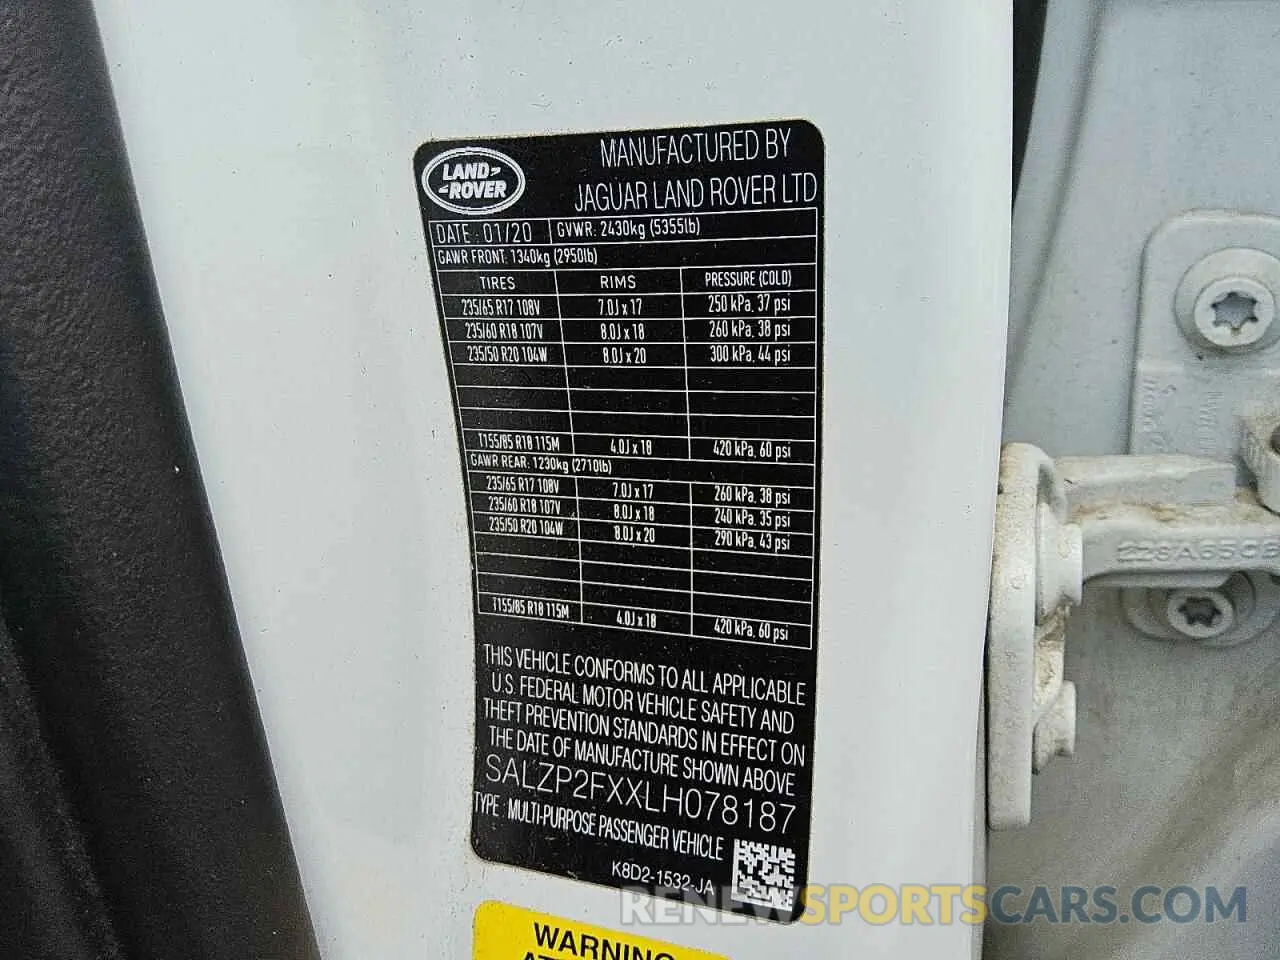 LAND-
-ROVER
MANUFACTURED BY
JAGUAR LAND ROVER LTD
DATE: 01/20 GVWR: 2430kg (5355lb)
GAWR FRONT: 1340kg (2950lb)
TIRES RIMS PRESSURE (COLD)
235/65 R17 108V 7.0J x 17 250 kPa, 37 psi
235/60 R18 107V 8.0J x 18 260 kPa, 38 psi
235/50 R20 104W 8.0J x 20 300 kPa, 44 psi
T155/85 R18 115M 4.0J x 18 420 kPa, 60 psi
GAWR REAR: 1230kg (2710lb)
235/65 R17 108V 7.0J x 17 260 kPa, 38 psi
235/60 R18 107V 8.0J x 18 240 kPa, 35 psi
235/50 R20 104W 8.0J x 20 290 kPa, 43 psi
T155/85 R18 115M 4.0J x 18 420 kPa, 60 psi
THIS VEHICLE CONFORMS TO ALL APPLICABLE
U.S. FEDERAL MOTOR VEHICLE SAFETY AND
THEFT PREVENTION STANDARDS IN EFFECT ON
THE DATE OF MANUFACTURE SHOWN ABOVE
SALZP2FXXLH078187
TYPE: MULTI-PURPOSE PASSENGER VEHICLE
K8D2-1532-JA
WARNING
RENEWSPORTSCARS.COM